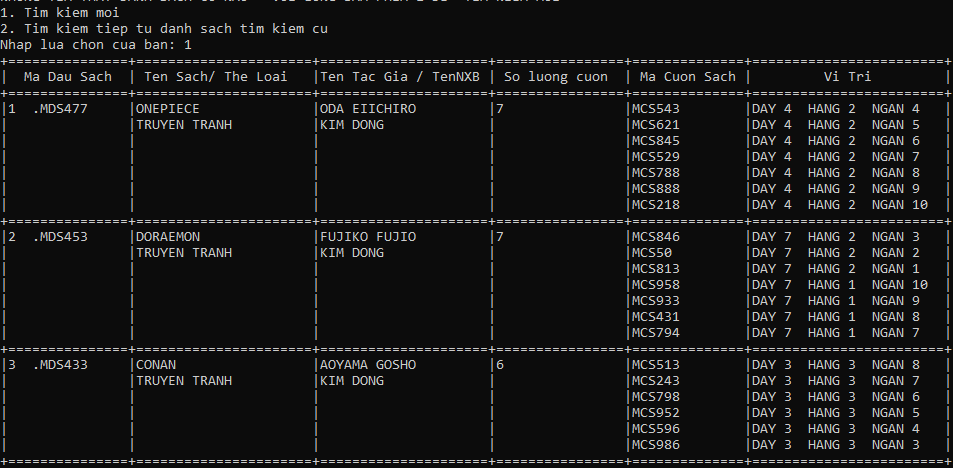 1. Tim kiem moi
2. Tim kiem tiep tu danh sach tim kiem cu
Nhap lua chon cua ban: 1
+===============+======================+=====================+================+==============+========================+
|  Ma Dau Sach  | Ten Sach/ The Loai   |Ten Tac Gia / TenNXB | So luong cuon  | Ma Cuon Sach |         Vi Tri         |
+===============+======================+=====================+================+==============+========================+
|1  .MDS477     |ONEPIECE              |ODA EIICHIRO         |7               |MCS543        |DAY 4  HANG 2  NGAN 4   |
|               |TRUYEN TRANH          |KIM DONG             |                |MCS621        |DAY 4  HANG 2  NGAN 5   |
|               |                      |                     |                |MCS845        |DAY 4  HANG 2  NGAN 6   |
|               |                      |                     |                |MCS529        |DAY 4  HANG 2  NGAN 7   |
|               |                      |                     |                |MCS788        |DAY 4  HANG 2  NGAN 8   |
|               |                      |                     |                |MCS888        |DAY 4  HANG 2  NGAN 9   |
|               |                      |                     |                |MCS218        |DAY 4  HANG 2  NGAN 10  |
+===============+======================+=====================+================+==============+========================+
|2  .MDS453     |DORAEMON              |FUJIKO FUJIO         |7               |MCS846        |DAY 7  HANG 2  NGAN 3   |
|               |TRUYEN TRANH          |KIM DONG             |                |MCS50         |DAY 7  HANG 2  NGAN 2   |
|               |                      |                     |                |MCS813        |DAY 7  HANG 2  NGAN 1   |
|               |                      |                     |                |MCS958        |DAY 7  HANG 1  NGAN 10  |
|               |                      |                     |                |MCS933        |DAY 7  HANG 1  NGAN 9   |
|               |                      |                     |                |MCS431        |DAY 7  HANG 1  NGAN 8   |
|               |                      |                     |                |MCS794        |DAY 7  HANG 1  NGAN 7   |
+===============+======================+=====================+================+==============+========================+
|3  .MDS433     |CONAN                 |AOYAMA GOSHO         |6               |MCS513        |DAY 3  HANG 3  NGAN 8   |
|               |TRUYEN TRANH          |KIM DONG             |                |MCS243        |DAY 3  HANG 3  NGAN 7   |
|               |                      |                     |                |MCS798        |DAY 3  HANG 3  NGAN 6   |
|               |                      |                     |                |MCS952        |DAY 3  HANG 3  NGAN 5   |
|               |                      |                     |                |MCS596        |DAY 3  HANG 3  NGAN 4   |
|               |                      |                     |                |MCS986        |DAY 3  HANG 3  NGAN 3   |
+===============+======================+=====================+================+==============+========================+